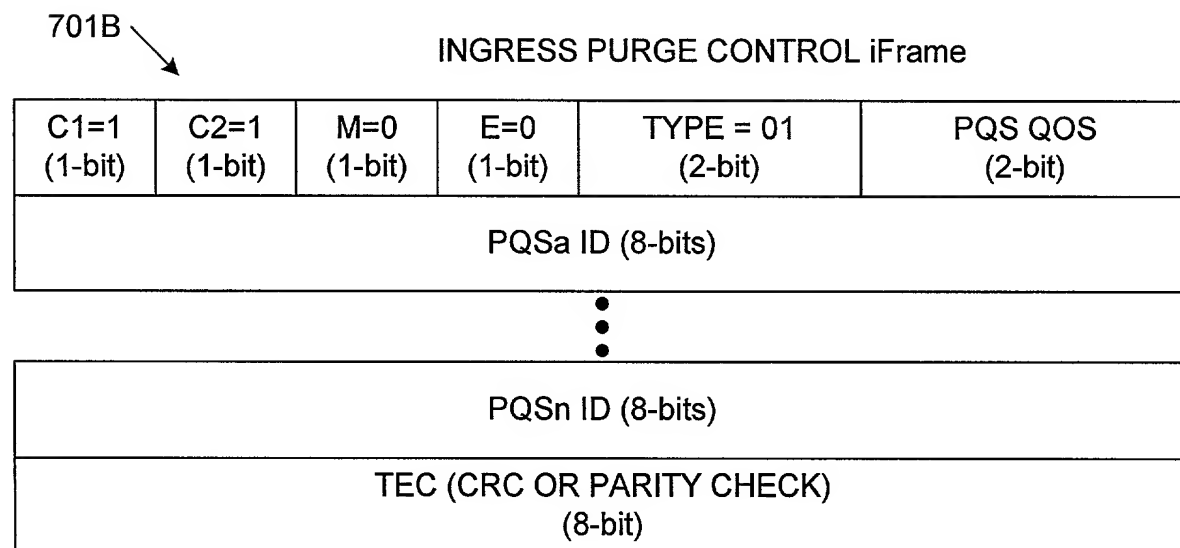 701B
INGRESS PURGE CONTROL iFrame
C1=1 C2=1 M=0 E=0 TYPE = 01 PQS QOS
(1-bit) (1-bit) (1-bit) (1-bit) (2-bit) (2-bit)
PQSa ID (8-bits)
PQSn ID (8-bits)
TEC (CRC OR PARITY CHECK)
(8-bit)